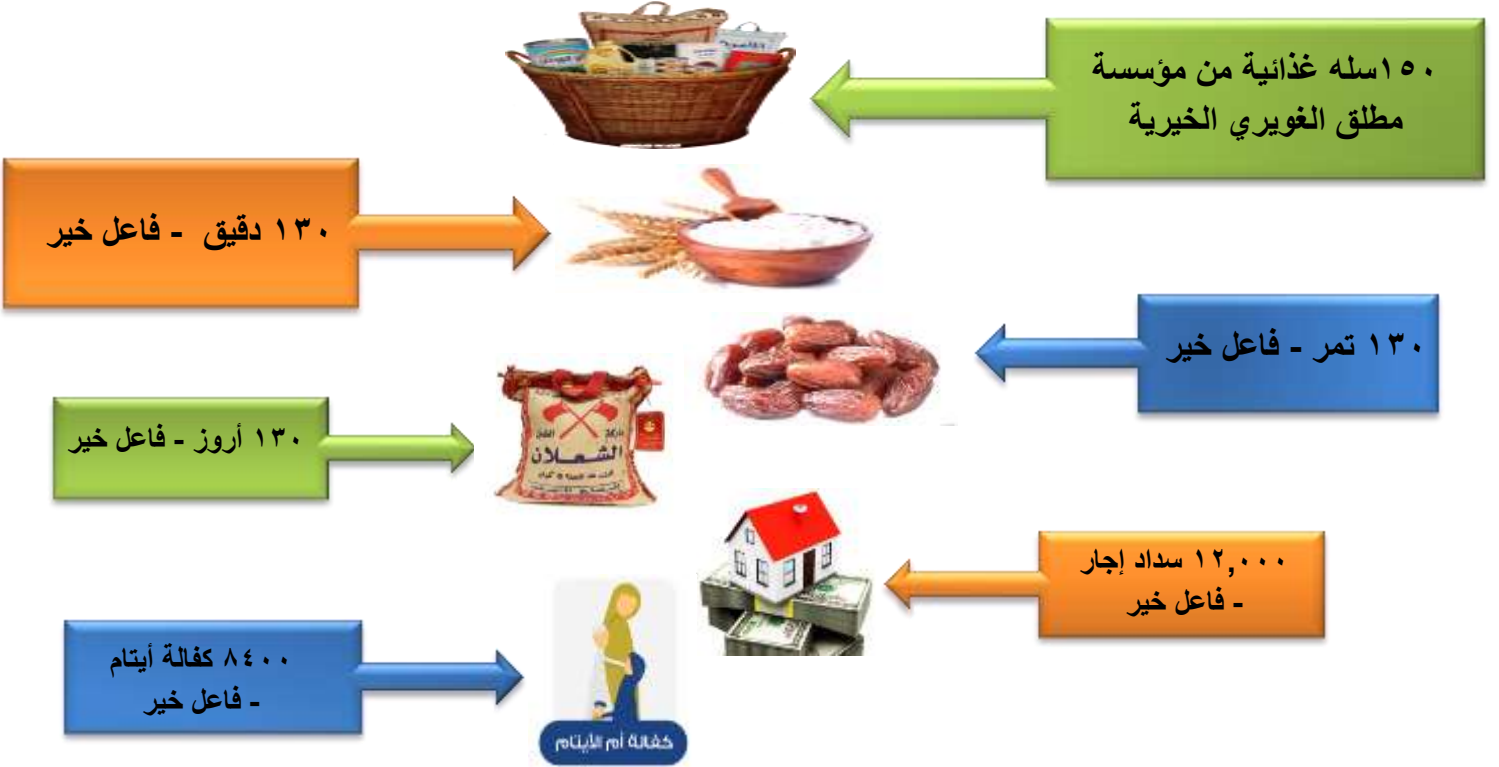 ١٥٠سله غذائية من مؤسسة
مطلق الغويري الخيرية
١٣٠ دقيق - فاعل خير
١٣٠ تمر - فاعل خير
١٣٠ أروز - فاعل خير
الشعلان
١٢,٠٠٠ سداد إجار
- فاعل خير
٨٤٠٠ كفالة أيتام
- فاعل خير
كفالة أم الأيتام